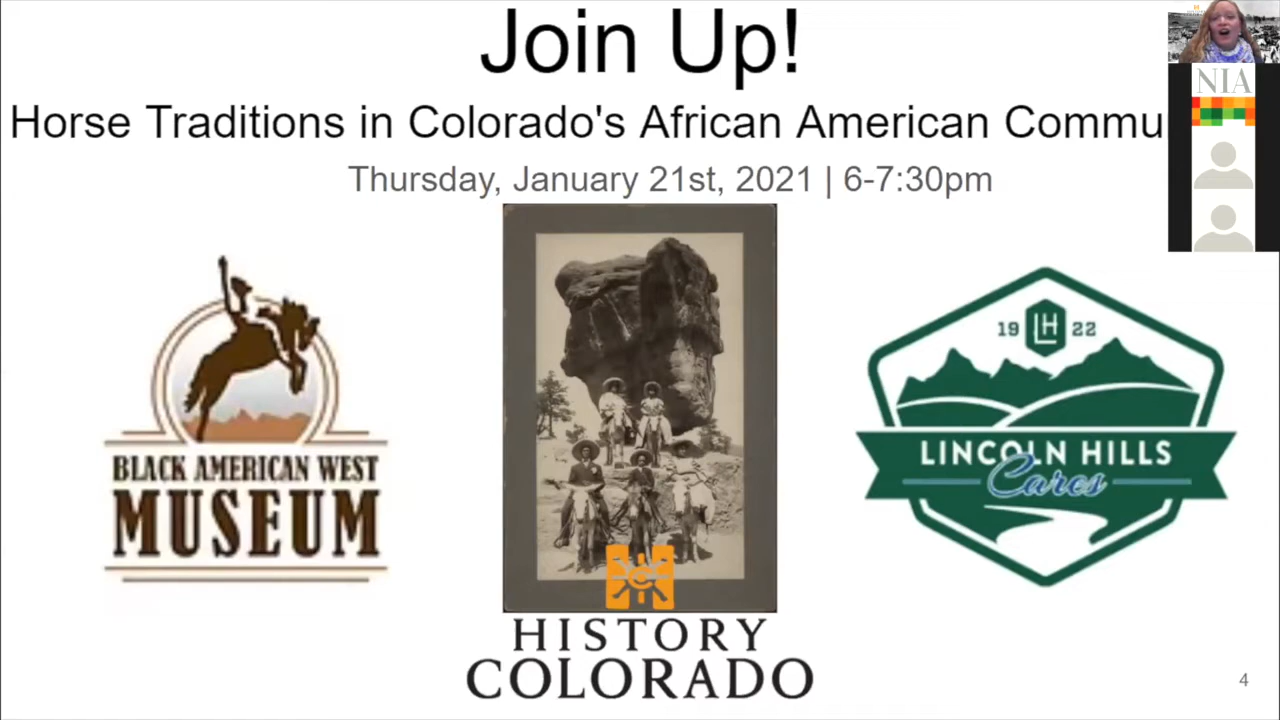 Join Up!
Horse Traditions in Colorado's African American Commu
Thursday, January 21st, 2021 | 6-7:30pm
NIA
BLACK AMERICAN WEST
MUSEUM
19 LH 22
LINCOLN HILLS
Cares
HISTORY
COLORADO
4